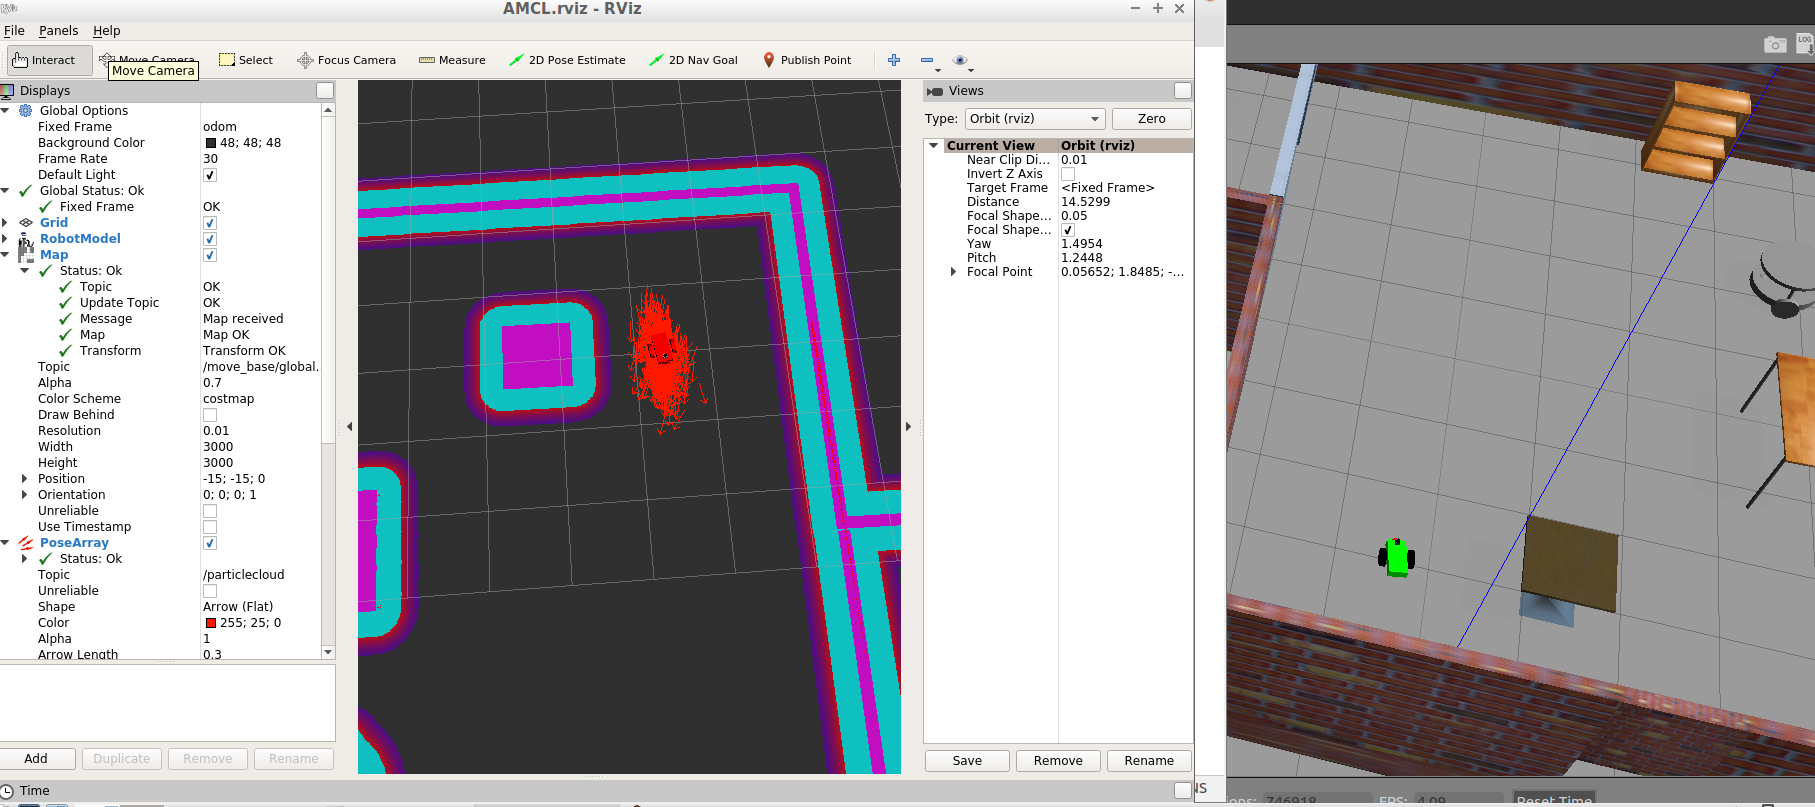 AMCL.rviz - RViz
File Panels Help
Interact Move Camera Select Focus Camera Measure 2D Pose Estimate 2D Nav Goal Publish Point
Move Camera
Displays
Global Options
Fixed Frame odom
Background Color 48; 48; 48
Frame Rate 30
Default Light
Global Status: Ok
Fixed Frame OK
Grid
RobotModel
Map
Status: Ok
Topic OK
Update Topic OK
Message Map received
Map Map OK
Transform Transform OK
Topic /move_base/global.
Alpha 0.7
Color Scheme costmap
Draw Behind
Resolution 0.01
Width 3000
Height 3000
Position -15; -15; 0
Orientation 0; 0; 0; 1
Unreliable
Use Timestamp
PoseArray
Status: Ok
Topic /particlecloud
Unreliable
Shape Arrow (Flat)
Color 255; 25; 0
Alpha 1
Arrow Length 0.3
Add Duplicate Remove Rename
Time
Views
Type: Orbit (rviz) Zero
Current View Orbit (rviz)
Near Clip Di... 0.01
Invert Z Axis
Target Frame <Fixed Frame>
Distance 14.5299
Focal Shape... 0.05
Focal Shape...
Yaw 1.4954
Pitch 1.2448
Focal Point 0.05652; 1.8485; -...
Save Remove Rename
LOG
NS
ions: 746918 FPS: 4.09 Reset Time